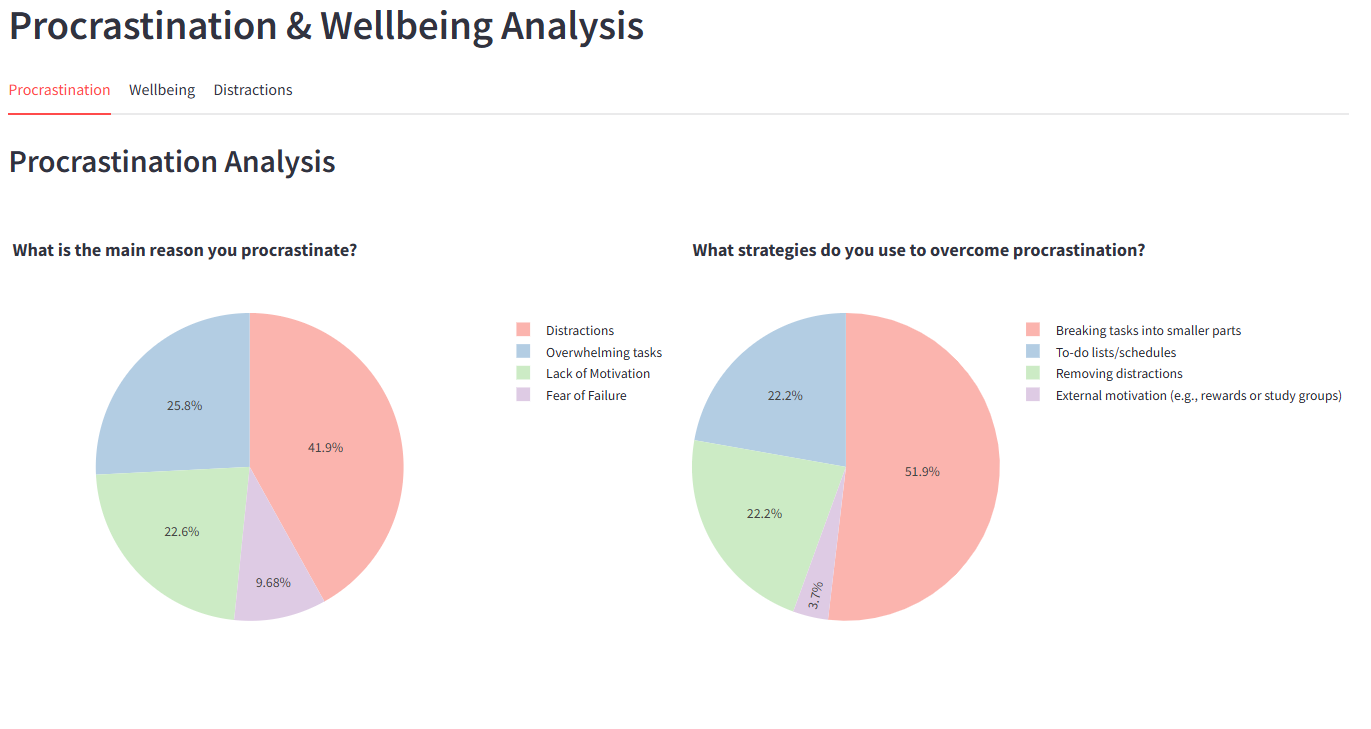 Procrastination & Wellbeing Analysis
Procrastination Wellbeing Distractions
Procrastination Analysis
What is the main reason you procrastinate?
25.8%
41.9%
22.6%
9.68%
Distractions
Overwhelming tasks
Lack of Motivation
Fear of Failure
What strategies do you use to overcome procrastination?
22.2%
51.9%
22.2%
3.7%
Breaking tasks into smaller parts
To-do lists/schedules
Removing distractions
External motivation (e.g., rewards or study groups)